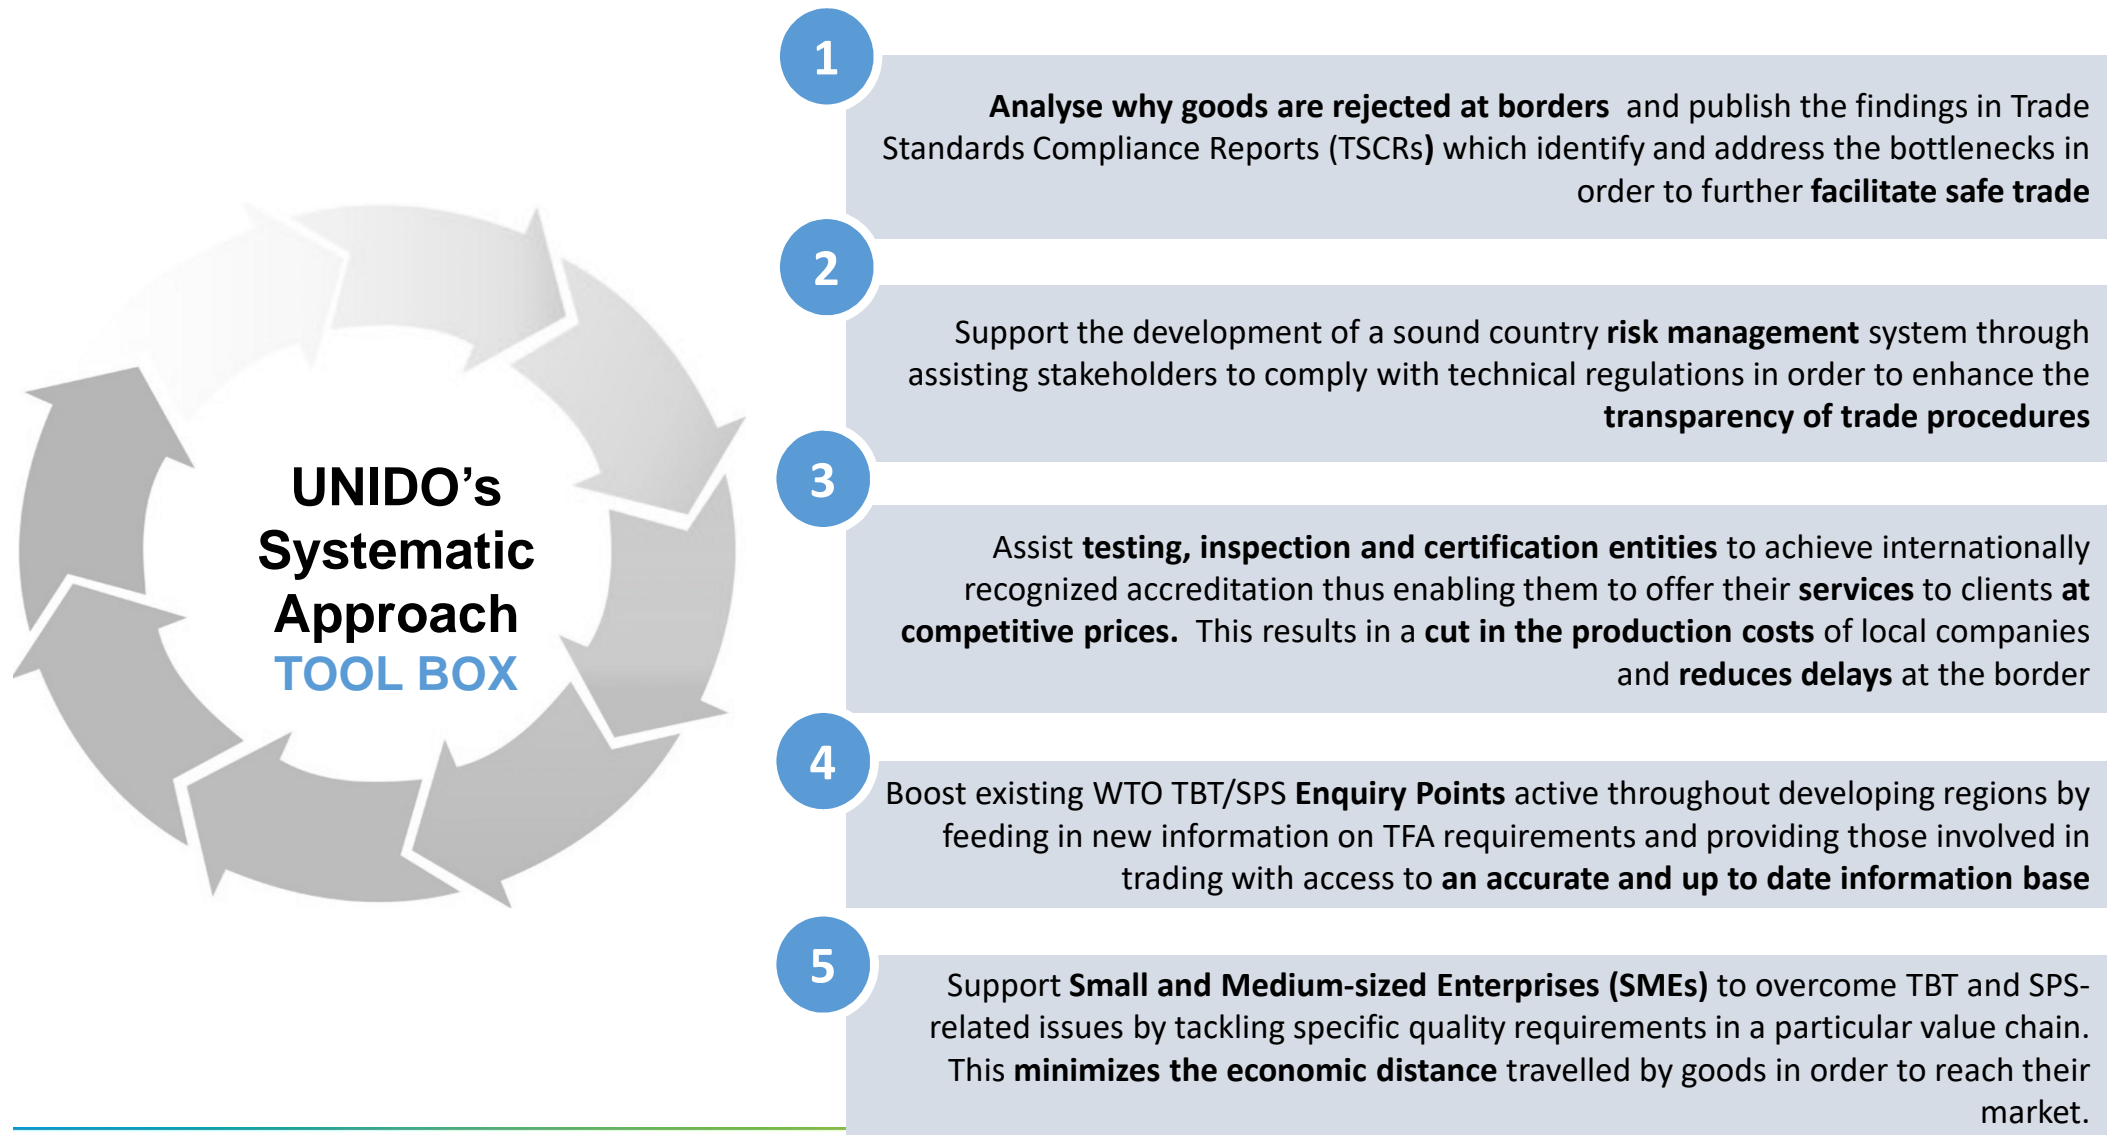 UNIDO’s
Systematic
Approach
TOOL BOX
1
Analyse why goods are rejected at borders and publish the findings in Trade
Standards Compliance Reports (TSCRs) which identify and address the bottlenecks in
order to further facilitate safe trade
2
Support the development of a sound country risk management system through
assisting stakeholders to comply with technical regulations in order to enhance the
transparency of trade procedures
3
Assist testing, inspection and certification entities to achieve internationally
recognized accreditation thus enabling them to offer their services to clients at
competitive prices. This results in a cut in the production costs of local companies
and reduces delays at the border
4
Boost existing WTO TBT/SPS Enquiry Points active throughout developing regions by
feeding in new information on TFA requirements and providing those involved in
trading with access to an accurate and up to date information base
5
Support Small and Medium-sized Enterprises (SMEs) to overcome TBT and SPS-
related issues by tackling specific quality requirements in a particular value chain.
This minimizes the economic distance travelled by goods in order to reach their
market.